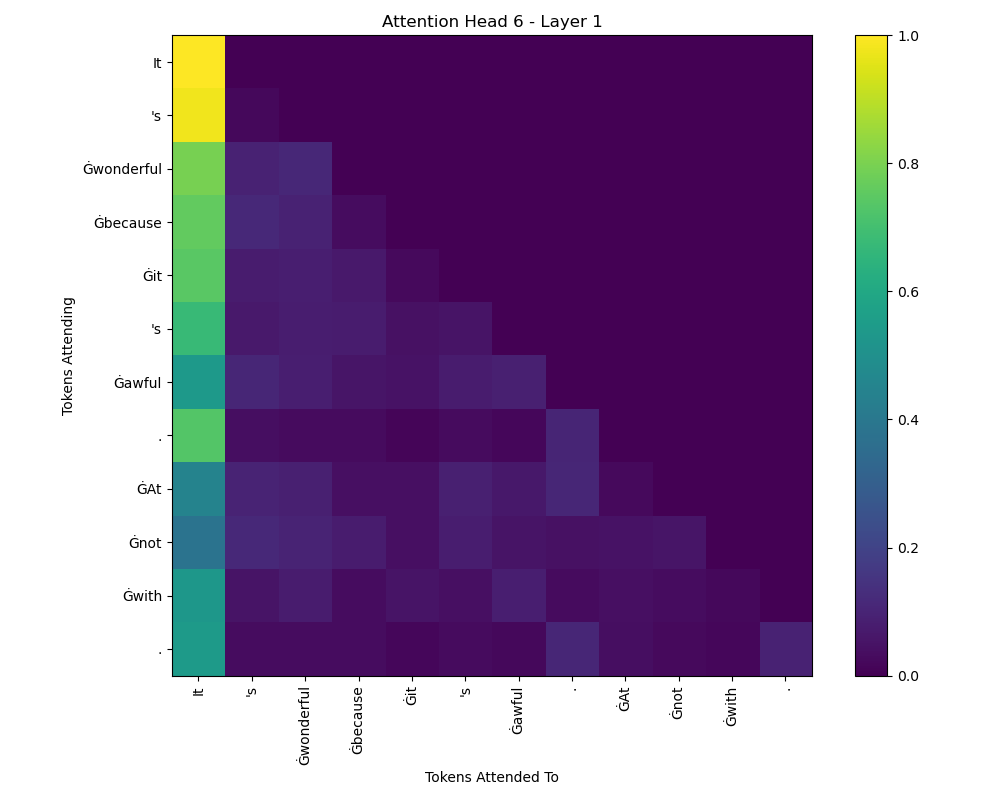 Attention Head 6 - Layer 1
It
's
Ġwonderful
Ġbecause
Ġit
's
Ġawful
.
ĠAt
Ġnot
Ġwith
.
Tokens Attending
It
's
Ġwonderful
Ġbecause
Ġit
's
Ġawful
.
ĠAt
Ġnot
Ġwith
.
Tokens Attended To
1.0
0.8
0.6
0.4
0.2
0.0